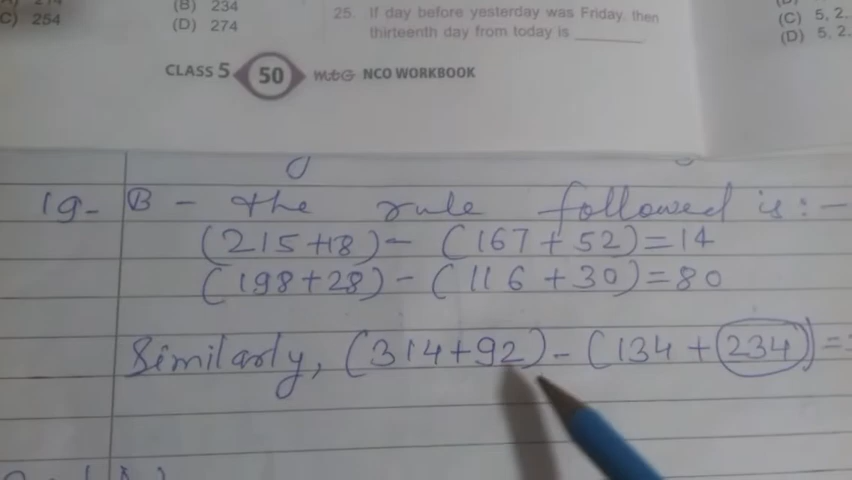 (B) 234
C) 254
(D) 274
25. If day before yesterday was Friday, then
thirteenth day from today is
(C) 5, 2.
(D) 5, 2.
CLASS 5 50 NCO WORKBOOK
19- B - the rule followed is:-
(215+18)-(167+52)=14
(198+28)-(116+30)=80
Similarly, (314+92)-(134+234)=